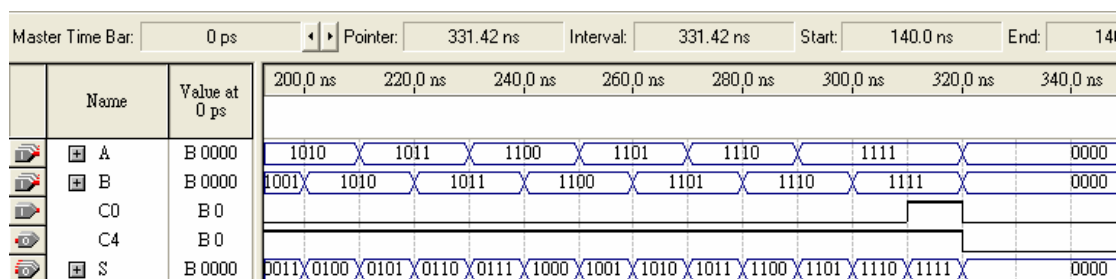 Master Time Bar: 0 ps Pointer: 331.42 ns Interval: 331.42 ns Start: 140.0 ns End: 14
Name Value at 0 ps 200.0 ns 220.0 ns 240.0 ns 260.0 ns 280.0 ns 300.0 ns 320.0 ns 340.0 ns
A B 0000 1010 1011 1100 1101 1110 1111 0000
B B 0000 1001 1010 1011 1100 1101 1110 1111 0000
C0 B 0
C4 B 0
S B 0000 0011 0100 0101 0110 0111 1000 1001 1010 1011 1100 1101 1110 1111 0000